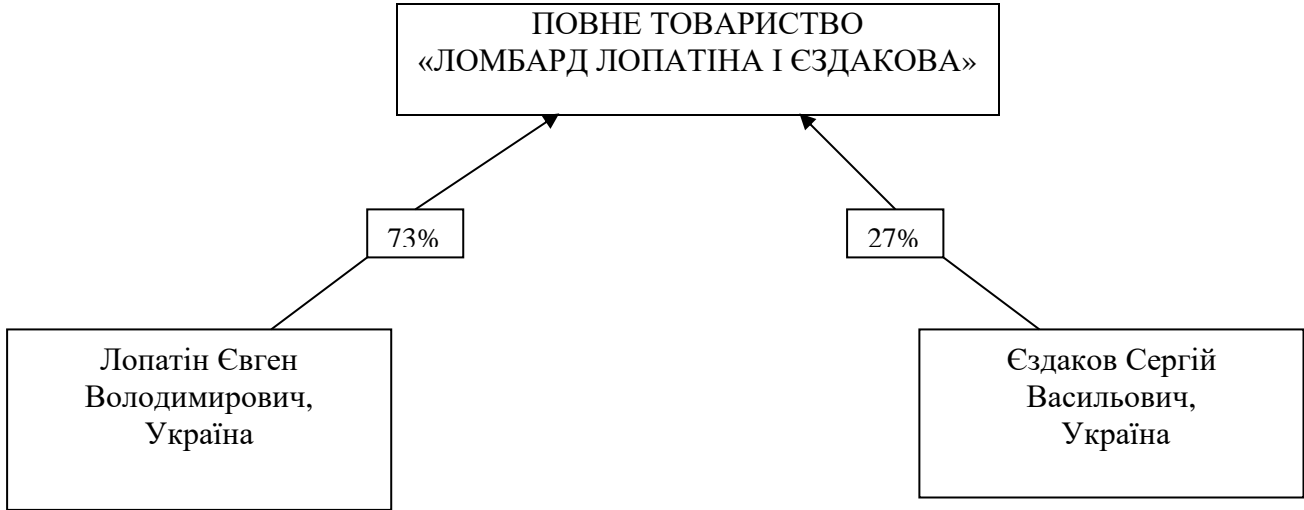 ПОВНЕ ТОВАРИСТВО
«ЛОМБАРД ЛОПАТІНА І ЄЗДАКОВА»
73%
27%
Лопатін Євген
Володимирович,
Україна
Єздаков Сергій
Васильович,
Україна